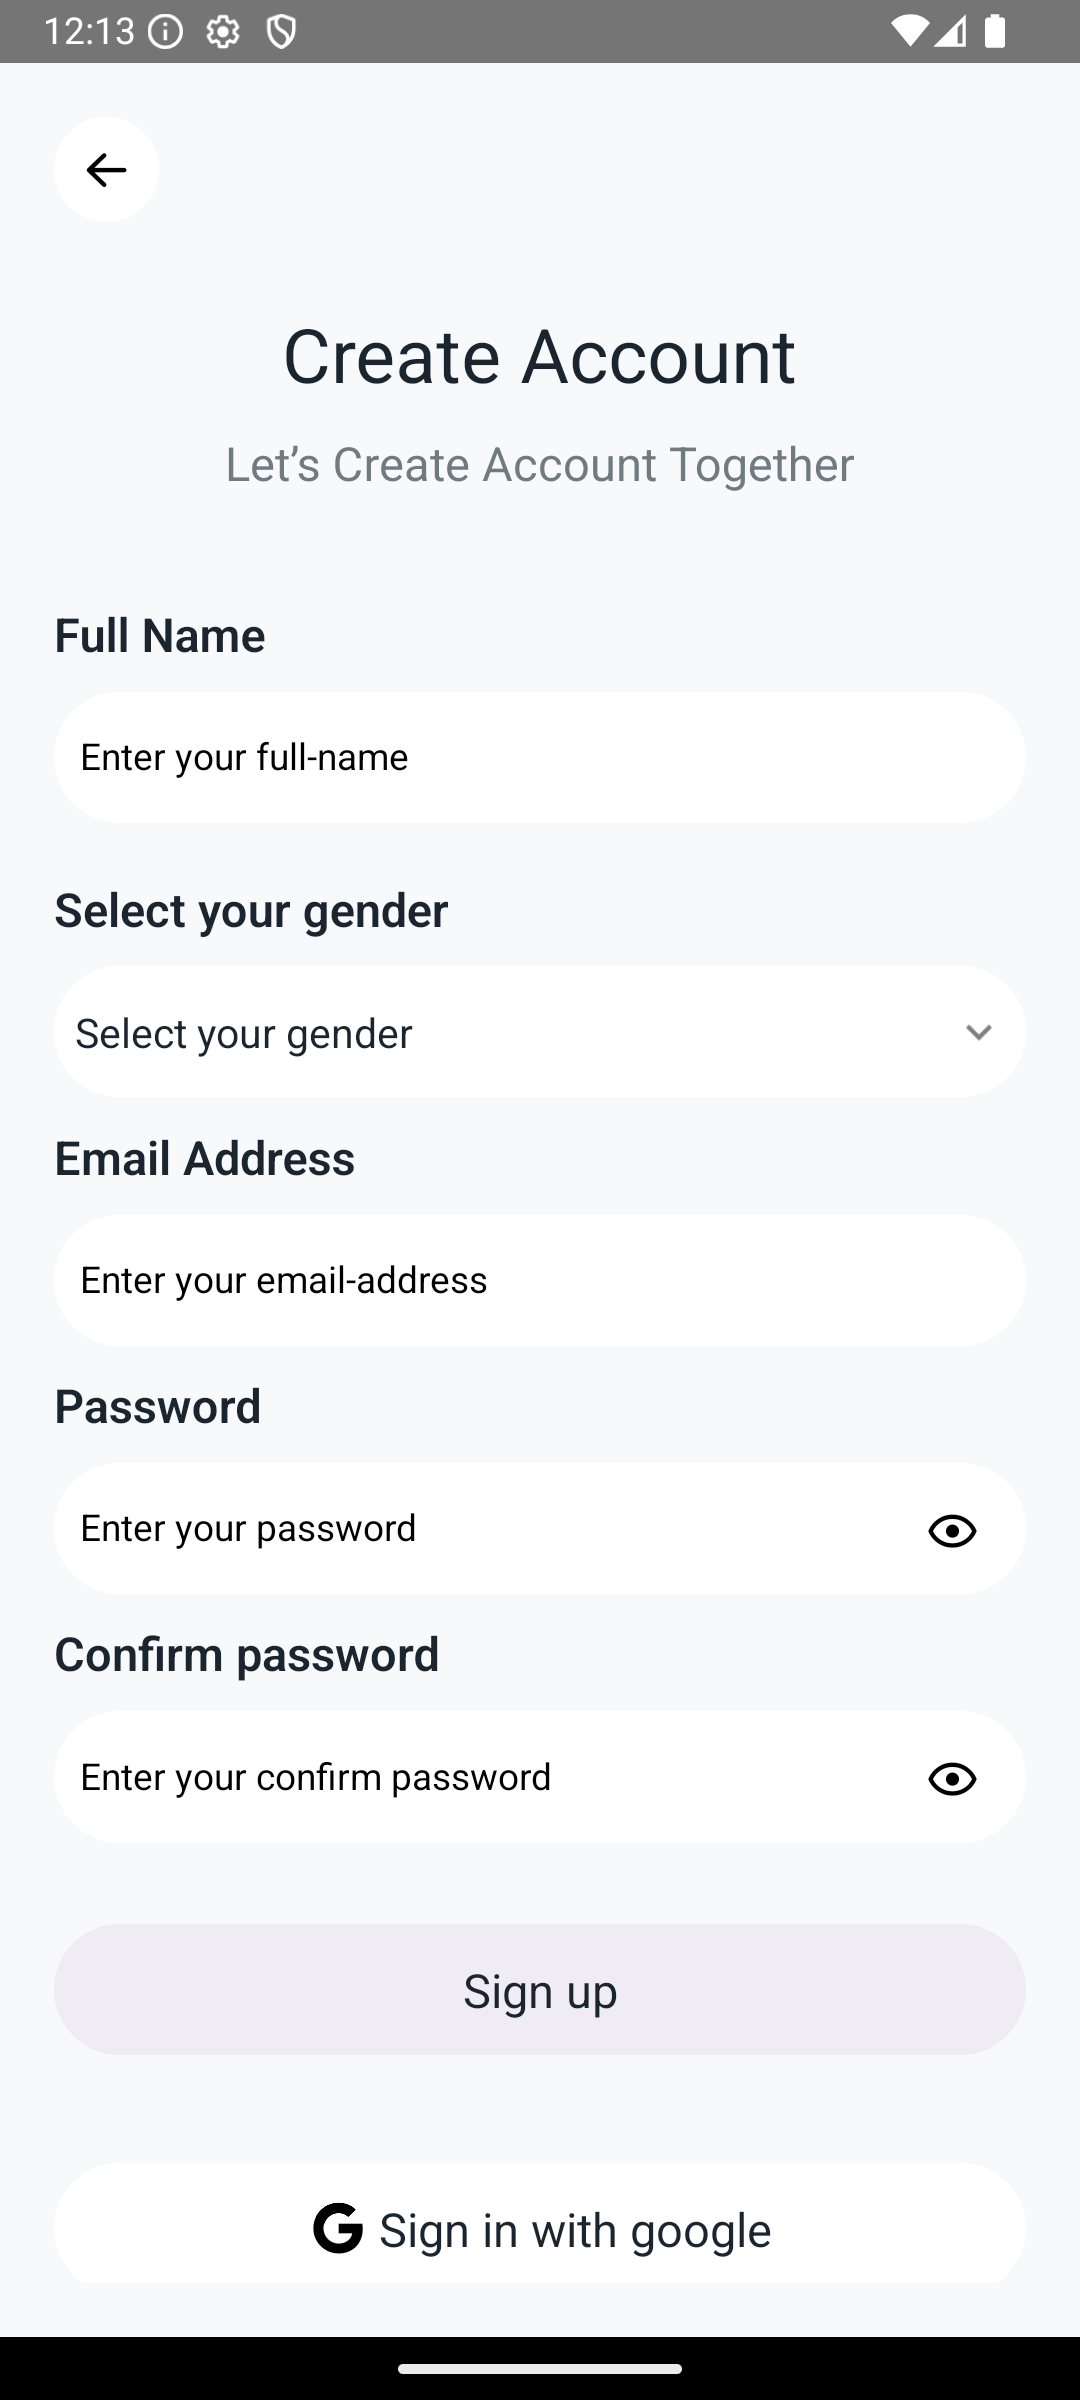 12:13
Create Account
Let’s Create Account Together
Full Name
Enter your full-name
Select your gender
Select your gender
Email Address
Enter your email-address
Password
Enter your password
Confirm password
Enter your confirm password
Sign up
Sign in with google